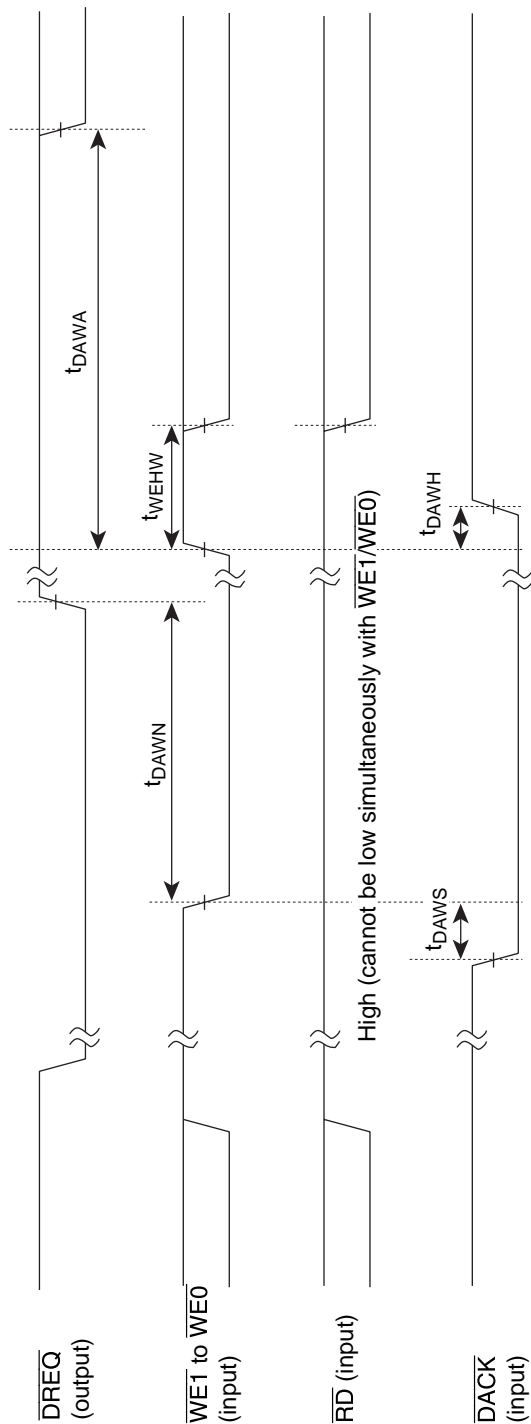 DREQ
(output)
WE1 to WE0
(input)
RD (input)
DACK
(input)
tDAWA
tWEHW
tDAWN
High (cannot be low simultaneously with WE1/WE0)
tDAWH
tDAWS